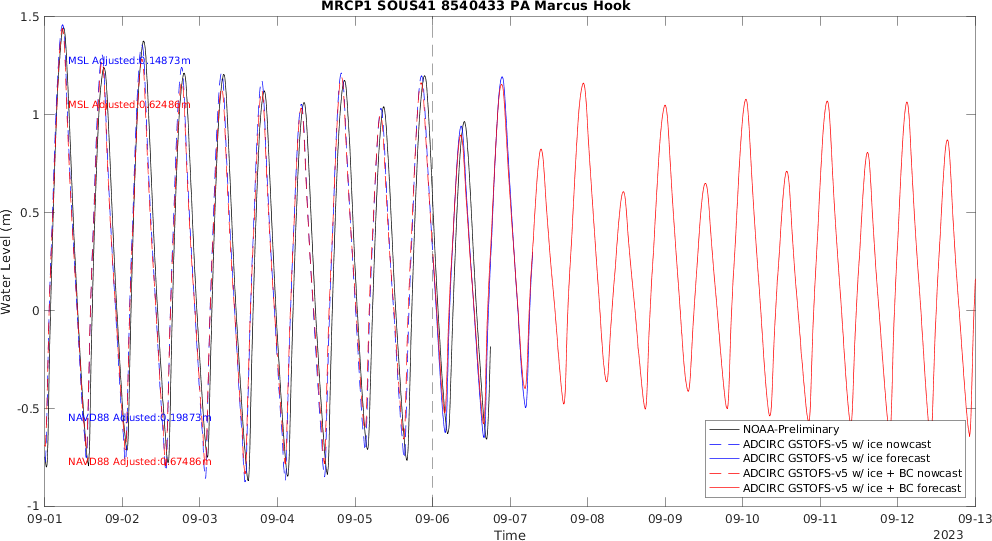 MRCP1 SOUS41 8540433 PA Marcus Hook
1.5
MSL Adjusted:0.14873m
MSL Adjusted:0.62486m
1
0.5
Water Level (m)
0
-0.5
NAVD88 Adjusted:0.19873m
NAVD88 Adjusted:0.67486m
-1
NOAA-Preliminary
ADCIRC GSTOFS-v5 w/ ice nowcast
ADCIRC GSTOFS-v5 w/ ice forecast
ADCIRC GSTOFS-v5 w/ ice + BC nowcast
ADCIRC GSTOFS-v5 w/ ice + BC forecast
09-01 09-02 09-03 09-04 09-05 09-06 09-07 09-08 09-09 09-10 09-11 09-12 09-13
Time
2023